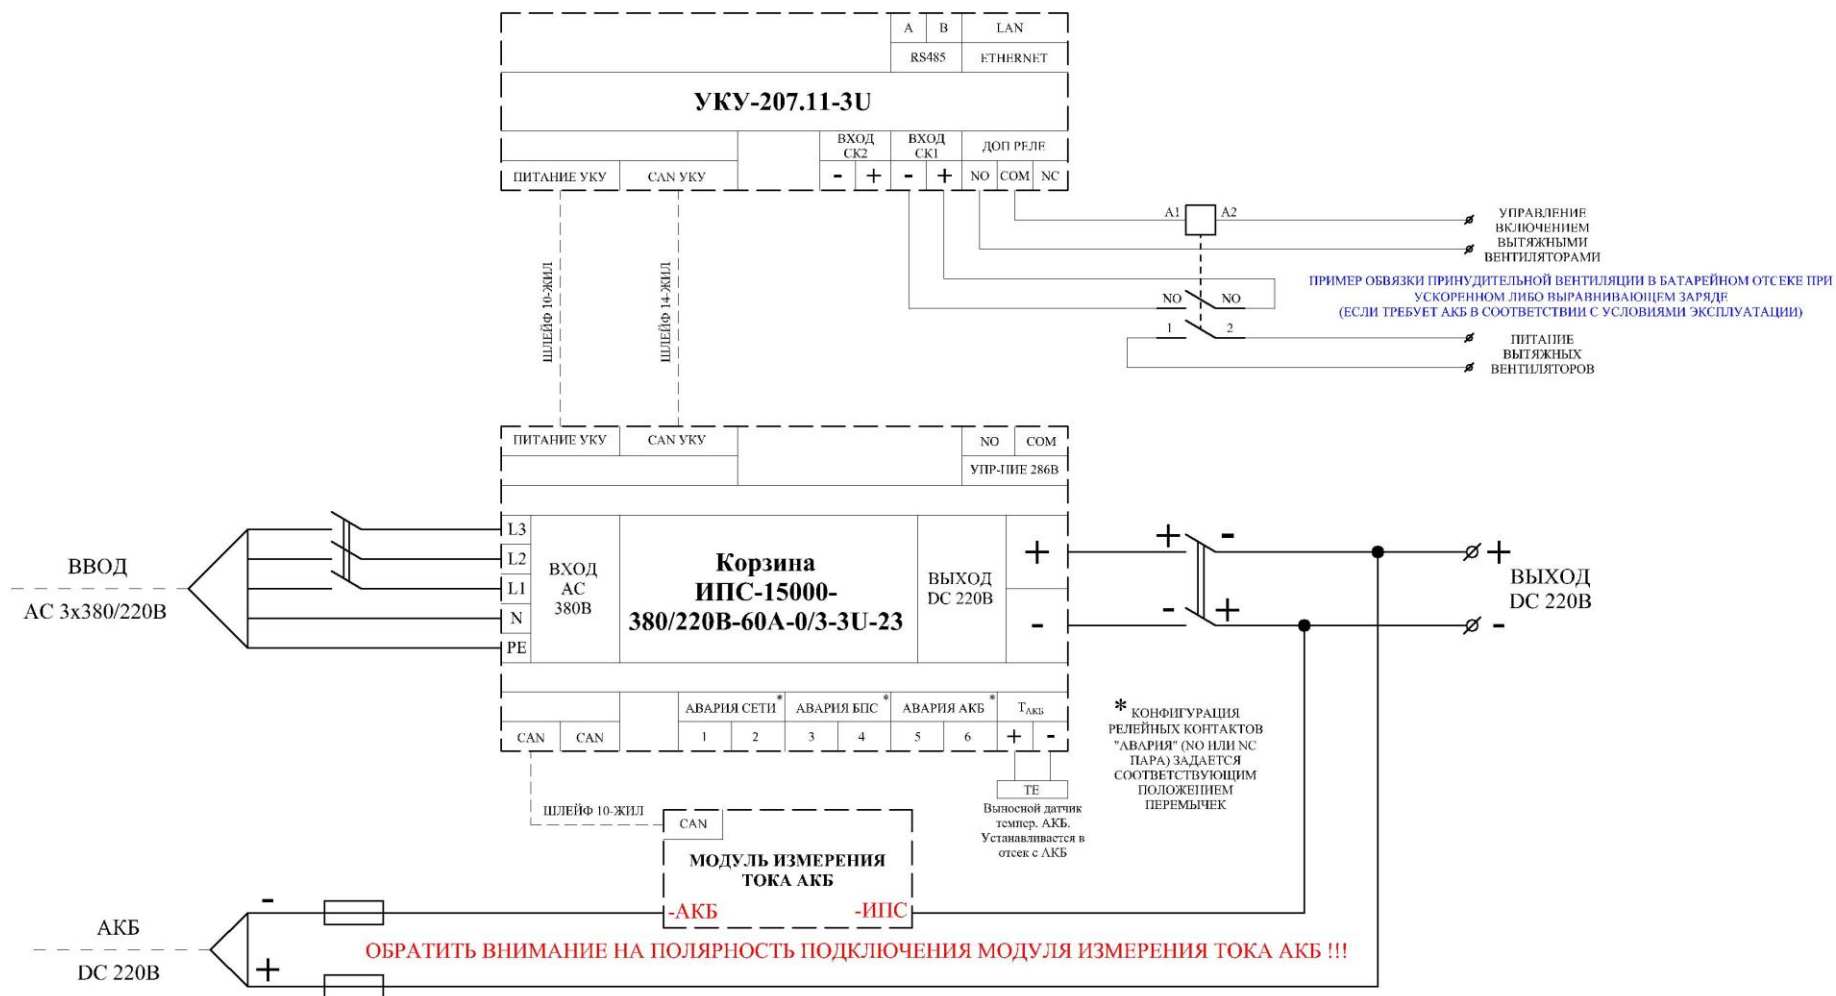 A B LAN
RS485 ETHERNET
УКУ-207.11-3U
ВХОД СК2 ВХОД СК1 ДОП РЕЛЕ
ПИТАНИЕ УКУ CAN УКУ - + - + NO COM NC
A1 A2
УПРАВЛЕНИЕ
ВКЛЮЧЕНИЕМ
ВЫТЯЖНЫМИ
ВЕНТИЛЯТОРАМИ
ШЛЕЙФ 10-ЖИЛ
ШЛЕЙФ 14-ЖИЛ
ПРИМЕР ОБВЯЗКИ ПРИНУДИТЕЛЬНОЙ ВЕНТИЛЯЦИИ В БАТАРЕЙНОМ ОТСЕКЕ ПРИ
УСКОРЕННОМ ЛИБО ВЫРАВНИВАЮЩЕМ ЗАРЯДЕ
(ЕСЛИ ТРЕБУЕТ АКБ В СООТВЕТСТВИИ С УСЛОВИЯМИ ЭКСПЛУАТАЦИИ)
NO NO
1 2
ПИТАНИЕ
ВЫТЯЖНЫХ
ВЕНТИЛЯТОРОВ
ПИТАНИЕ УКУ CAN УКУ NO COM
УПР-НИЕ 286В
ВВОД
AC 3x380/220В
L3
L2
L1
N
PE
ВХОД
AC
380В
Корзина
ИПС-15000-
380/220В-60А-0/3-3U-23
ВЫХОД
DC 220В
+
-
+ -
- +
+
-
ВЫХОД
DC 220В
АВАРИЯ СЕТИ* АВАРИЯ БПС* АВАРИЯ АКБ* TАКБ
CAN CAN 1 2 3 4 5 6 + -
* КОНФИГУРАЦИЯ
РЕЛЕЙНЫХ КОНТАКТОВ
"АВАРИЯ" (NO ИЛИ NC
ПАРА) ЗАДАЕТСЯ
СООТВЕТСТВУЮЩИМ
ПОЛОЖЕНИЕМ
ПЕРЕМЫЧЕК
TE
Выносной датчик
темпер. АКБ.
Устанавливается в
отсек с АКБ
ШЛЕЙФ 10-ЖИЛ
CAN
МОДУЛЬ ИЗМЕРЕНИЯ
ТОКА АКБ
-АКБ -ИПС
АКБ
DC 220В
-
+
ОБРАТИТЬ ВНИМАНИЕ НА ПОЛЯРНОСТЬ ПОДКЛЮЧЕНИЯ МОДУЛЯ ИЗМЕРЕНИЯ ТОКА АКБ !!!